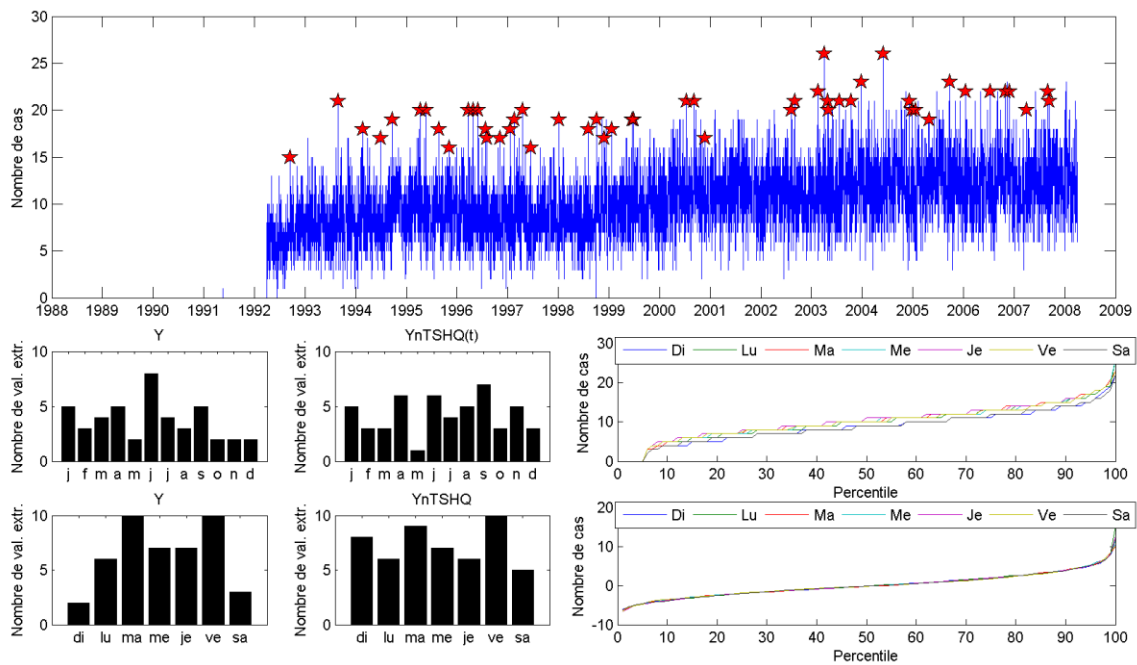 30
25
20
15
10
5
0
Nombre de cas
1988 1989 1990 1991 1992 1993 1994 1995 1996 1997 1998 1999 2000 2001 2002 2003 2004 2005 2006 2007 2008 2009
Y
10
5
0
Nombre de val. extr.
j f m a m j j a s o n d
YnTSHQ(t)
10
5
0
Nombre de val. extr.
j f m a m j j a s o n d
30
20
10
0
Nombre de cas
Di Lu Ma Me Je Ve Sa
0 10 20 30 40 50 60 70 80 90 100
Percentile
Y
10
5
0
Nombre de val. extr.
di lu ma me je ve sa
YnTSHQ
10
5
0
Nombre de val. extr.
di lu ma me je ve sa
20
10
0
-10
Nombre de cas
Di Lu Ma Me Je Ve Sa
0 10 20 30 40 50 60 70 80 90 100
Percentile